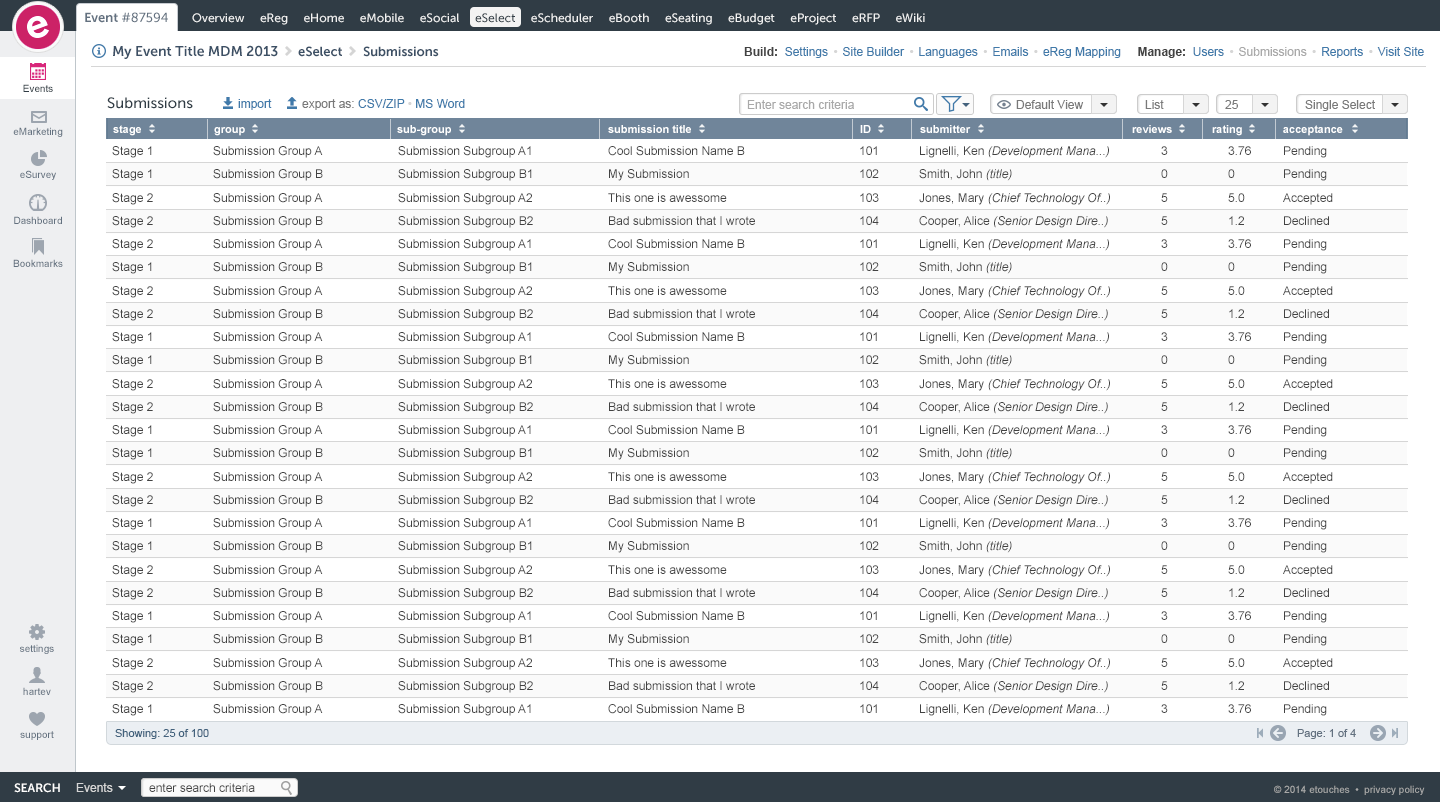 e Event #87594 Overview eReg eHome eMobile eSocial eSelect eScheduler eBooth eSeating eBudget eProject eRFP eWiki
My Event Title MDM 2013 eSelect Submissions Build: Settings • Site Builder • Languages • Emails • eReg Mapping Manage: Users • Submissions • Reports • Visit Site
Events
eMarketing
eSurvey
Dashboard
Bookmarks
settings
hartev
support
Submissions import export as: CSV/ZIP • MS Word Enter search criteria Default View List 25 Single Select
stage group sub-group submission title ID submitter reviews rating acceptance
Stage 1 Submission Group A Submission Subgroup A1 Cool Submission Name B 101 Lignelli, Ken (Development Mana...) 3 3.76 Pending
Stage 1 Submission Group B Submission Subgroup B1 My Submission 102 Smith, John (title) 0 0 Pending
Stage 2 Submission Group A Submission Subgroup A2 This one is awessome 103 Jones, Mary (Chief Technology Of..) 5 5.0 Accepted
Stage 2 Submission Group B Submission Subgroup B2 Bad submission that I wrote 104 Cooper, Alice (Senior Design Dire..) 5 1.2 Declined
Stage 2 Submission Group A Submission Subgroup A1 Cool Submission Name B 101 Lignelli, Ken (Development Mana...) 3 3.76 Pending
Stage 1 Submission Group B Submission Subgroup B1 My Submission 102 Smith, John (title) 0 0 Pending
Stage 2 Submission Group A Submission Subgroup A2 This one is awessome 103 Jones, Mary (Chief Technology Of..) 5 5.0 Accepted
Stage 2 Submission Group B Submission Subgroup B2 Bad submission that I wrote 104 Cooper, Alice (Senior Design Dire..) 5 1.2 Declined
Stage 1 Submission Group A Submission Subgroup A1 Cool Submission Name B 101 Lignelli, Ken (Development Mana...) 3 3.76 Pending
Stage 1 Submission Group B Submission Subgroup B1 My Submission 102 Smith, John (title) 0 0 Pending
Stage 2 Submission Group A Submission Subgroup A2 This one is awessome 103 Jones, Mary (Chief Technology Of..) 5 5.0 Accepted
Stage 2 Submission Group B Submission Subgroup B2 Bad submission that I wrote 104 Cooper, Alice (Senior Design Dire..) 5 1.2 Declined
Stage 1 Submission Group A Submission Subgroup A1 Cool Submission Name B 101 Lignelli, Ken (Development Mana...) 3 3.76 Pending
Stage 1 Submission Group B Submission Subgroup B1 My Submission 102 Smith, John (title) 0 0 Pending
Stage 2 Submission Group A Submission Subgroup A2 This one is awessome 103 Jones, Mary (Chief Technology Of..) 5 5.0 Accepted
Stage 2 Submission Group B Submission Subgroup B2 Bad submission that I wrote 104 Cooper, Alice (Senior Design Dire..) 5 1.2 Declined
Stage 1 Submission Group A Submission Subgroup A1 Cool Submission Name B 101 Lignelli, Ken (Development Mana...) 3 3.76 Pending
Stage 1 Submission Group B Submission Subgroup B1 My Submission 102 Smith, John (title) 0 0 Pending
Stage 2 Submission Group A Submission Subgroup A2 This one is awessome 103 Jones, Mary (Chief Technology Of..) 5 5.0 Accepted
Stage 2 Submission Group B Submission Subgroup B2 Bad submission that I wrote 104 Cooper, Alice (Senior Design Dire..) 5 1.2 Declined
Stage 1 Submission Group A Submission Subgroup A1 Cool Submission Name B 101 Lignelli, Ken (Development Mana...) 3 3.76 Pending
Stage 1 Submission Group B Submission Subgroup B1 My Submission 102 Smith, John (title) 0 0 Pending
Stage 2 Submission Group A Submission Subgroup A2 This one is awessome 103 Jones, Mary (Chief Technology Of..) 5 5.0 Accepted
Stage 2 Submission Group B Submission Subgroup B2 Bad submission that I wrote 104 Cooper, Alice (Senior Design Dire..) 5 1.2 Declined
Stage 1 Submission Group A Submission Subgroup A1 Cool Submission Name B 101 Lignelli, Ken (Development Mana...) 3 3.76 Pending
Showing: 25 of 100 Page: 1 of 4
SEARCH Events enter search criteria © 2014 etouches • privacy policy